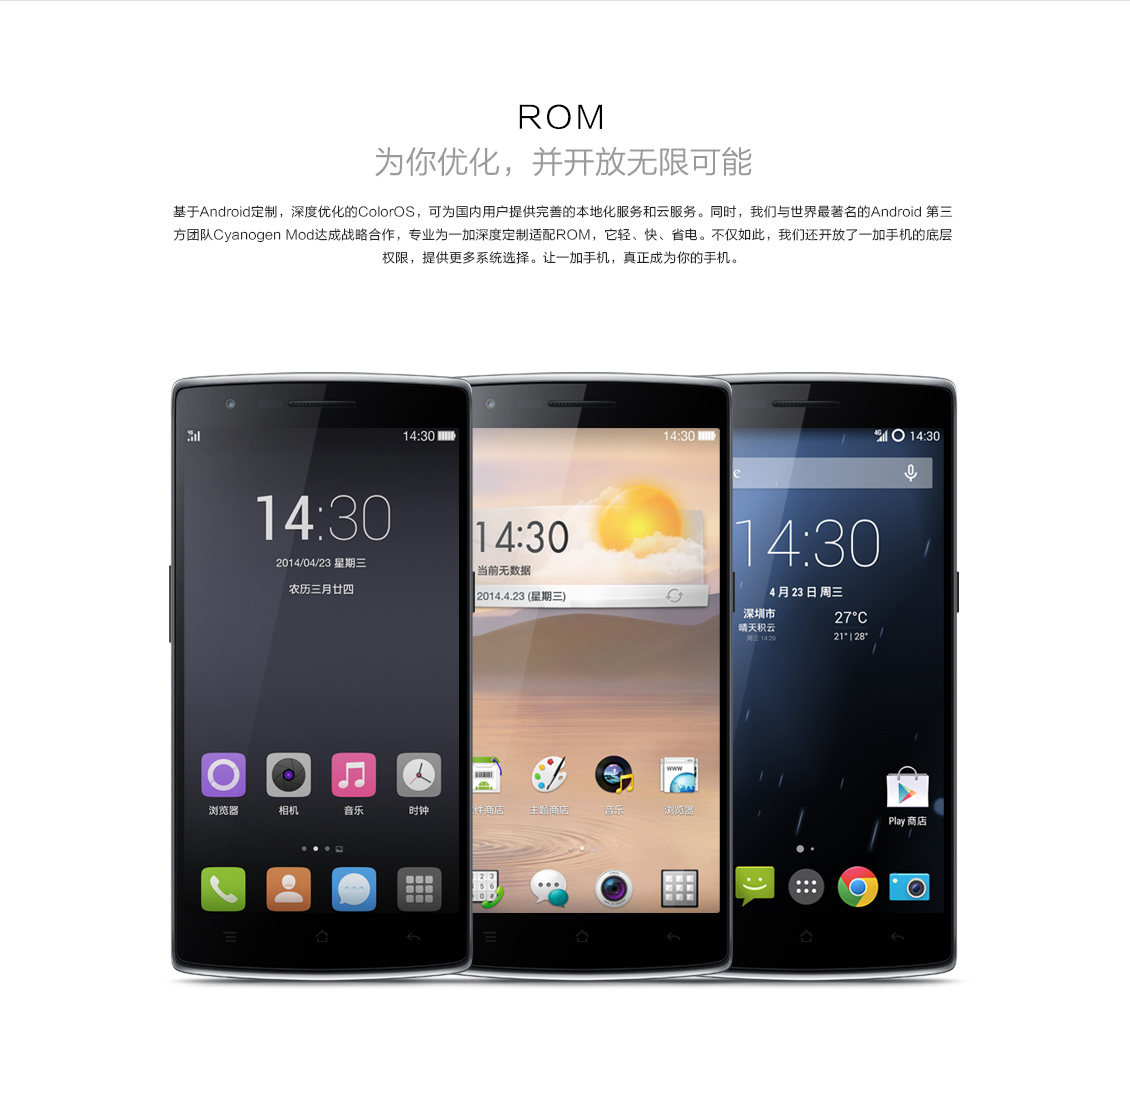 ROM
为你优化，并开放无限可能
基于Android定制，深度优化的ColorOS，可为国内用户提供完善的本地化服务和云服务。同时，我们与世界最著名的Android 第三
方团队Cyanogen Mod达成战略合作，专业为一加深度定制适配ROM，它轻、快、省电。不仅如此，我们还开放了一加手机的底层
权限，提供更多系统选择。让一加手机，真正成为你的手机。
14:30
14:30
2014/04/23 星期三
农历三月廿四
浏览器
相机
音乐
时钟
14:30
14:30
当前无数据
2014.4.23 (星期三)
件商店
主题商店
音乐
WWW
浏览器
4G
14:30
e
14:30
4 月 23 日 周三
深圳市
晴天积云
周三 14:29
27°C
21° | 28°
Play 商店